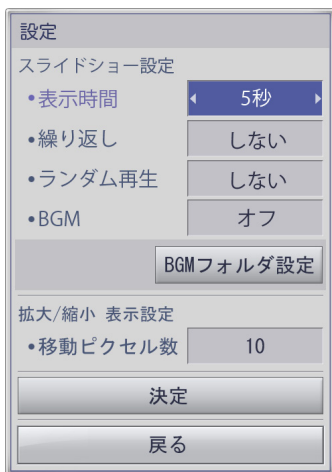 設定
スライドショー設定
•表示時間 5秒
•繰り返し しない
•ランダム再生 しない
•BGM オフ
BGMフォルダ設定
拡大/縮小 表示設定
•移動ピクセル数 10
決定
戻る